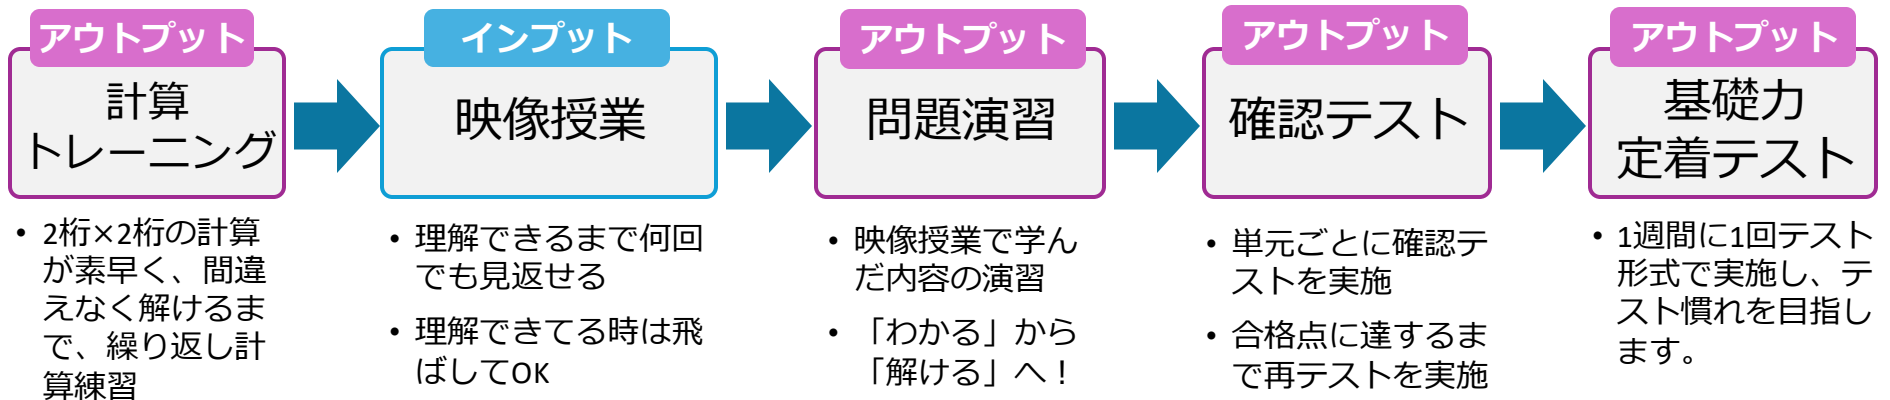 アウトプット
計算
トレーニング
• 2桁×2桁の計算
が素早く、間違
えなく解けるま
で、繰り返し計
算練習
インプット
映像授業
• 理解できるまで何回
でも見返せる
• 理解できてる時は飛
ばしてOK
アウトプット
問題演習
• 映像授業で学ん
だ内容の演習
• 「わかる」から
「解ける」へ！
アウトプット
確認テスト
• 単元ごとに確認テ
ストを実施
• 合格点に達するま
で再テストを実施
アウトプット
基礎力
定着テスト
• 1週間に1回テスト
形式で実施し、テ
スト慣れを目指し
ます。